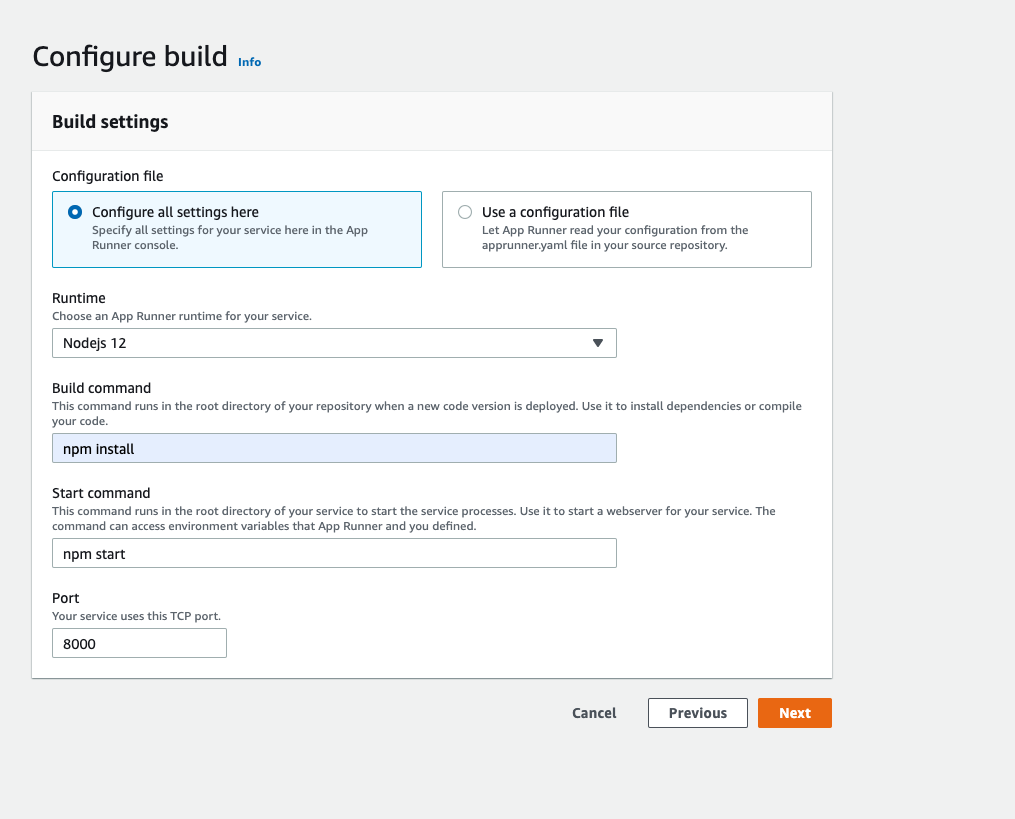 Configure build Info
Build settings
Configuration file
Configure all settings here
Specify all settings for your service here in the App
Runner console.
Use a configuration file
Let App Runner read your configuration from the
apprunner.yaml file in your source repository.
Runtime
Choose an App Runner runtime for your service.
Nodejs 12
Build command
This command runs in the root directory of your repository when a new code version is deployed. Use it to install dependencies or compile
your code.
npm install
Start command
This command runs in the root directory of your service to start the service processes. Use it to start a webserver for your service. The
command can access environment variables that App Runner and you defined.
npm start
Port
Your service uses this TCP port.
8000
Cancel Previous Next